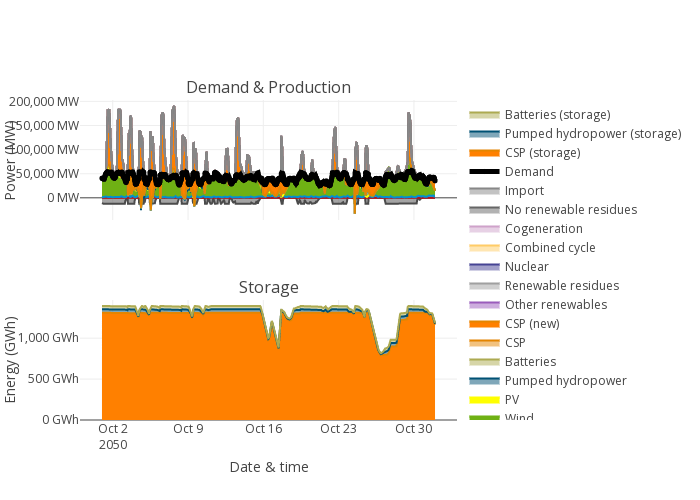 Demand & Production
Power (MW)
200,000 MW
150,000 MW
100,000 MW
50,000 MW
0 MW
Storage
Energy (GWh)
1,000 GWh
500 GWh
0 GWh
Oct 2
2050
Oct 9
Oct 16
Oct 23
Oct 30
Date & time
Batteries (storage)
Pumped hydropower (storage)
CSP (storage)
Demand
Import
No renewable residues
Cogeneration
Combined cycle
Nuclear
Renewable residues
Other renewables
CSP (new)
CSP
Batteries
Pumped hydropower
PV
Wind